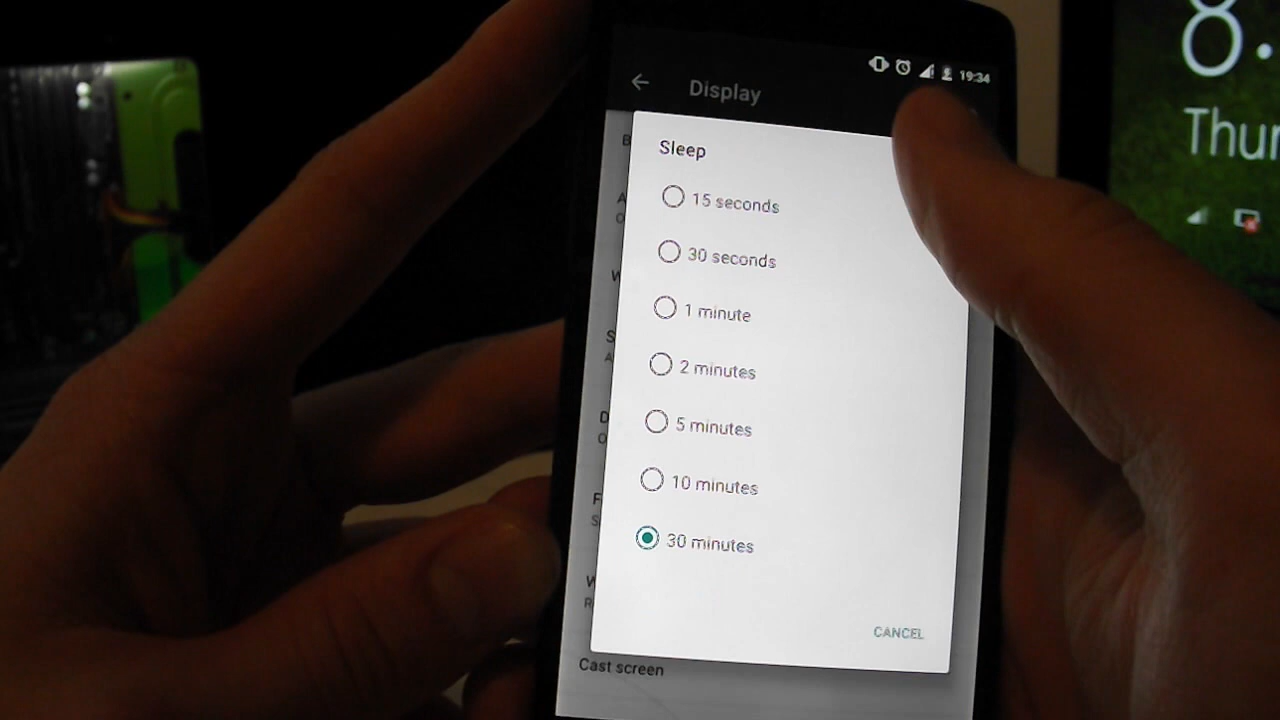 19:34
Display
Sleep
15 seconds
30 seconds
1 minute
2 minutes
5 minutes
10 minutes
30 minutes
CANCEL
Cast screen
8
Thur